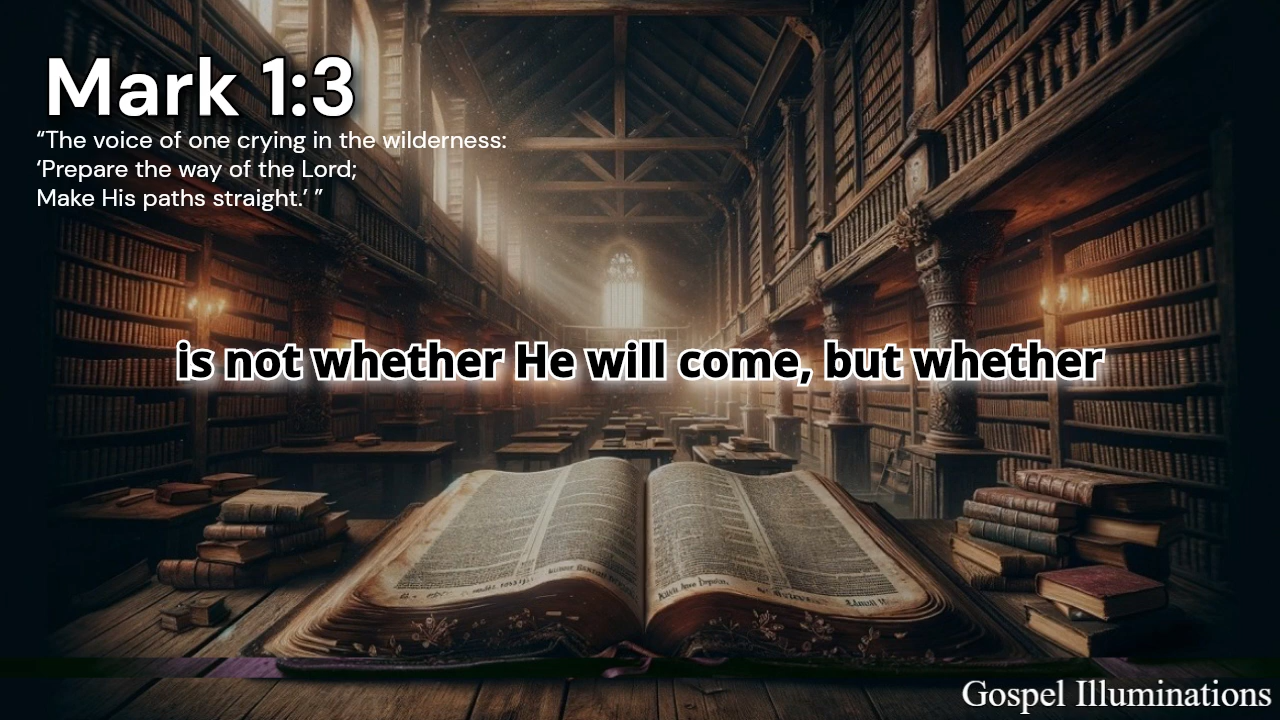 Mark 1:3
“The voice of one crying in the wilderness:
‘Prepare the way of the Lord;
Make His paths straight.’ ”
is not whether He will come, but whether
Gospel Illuminations